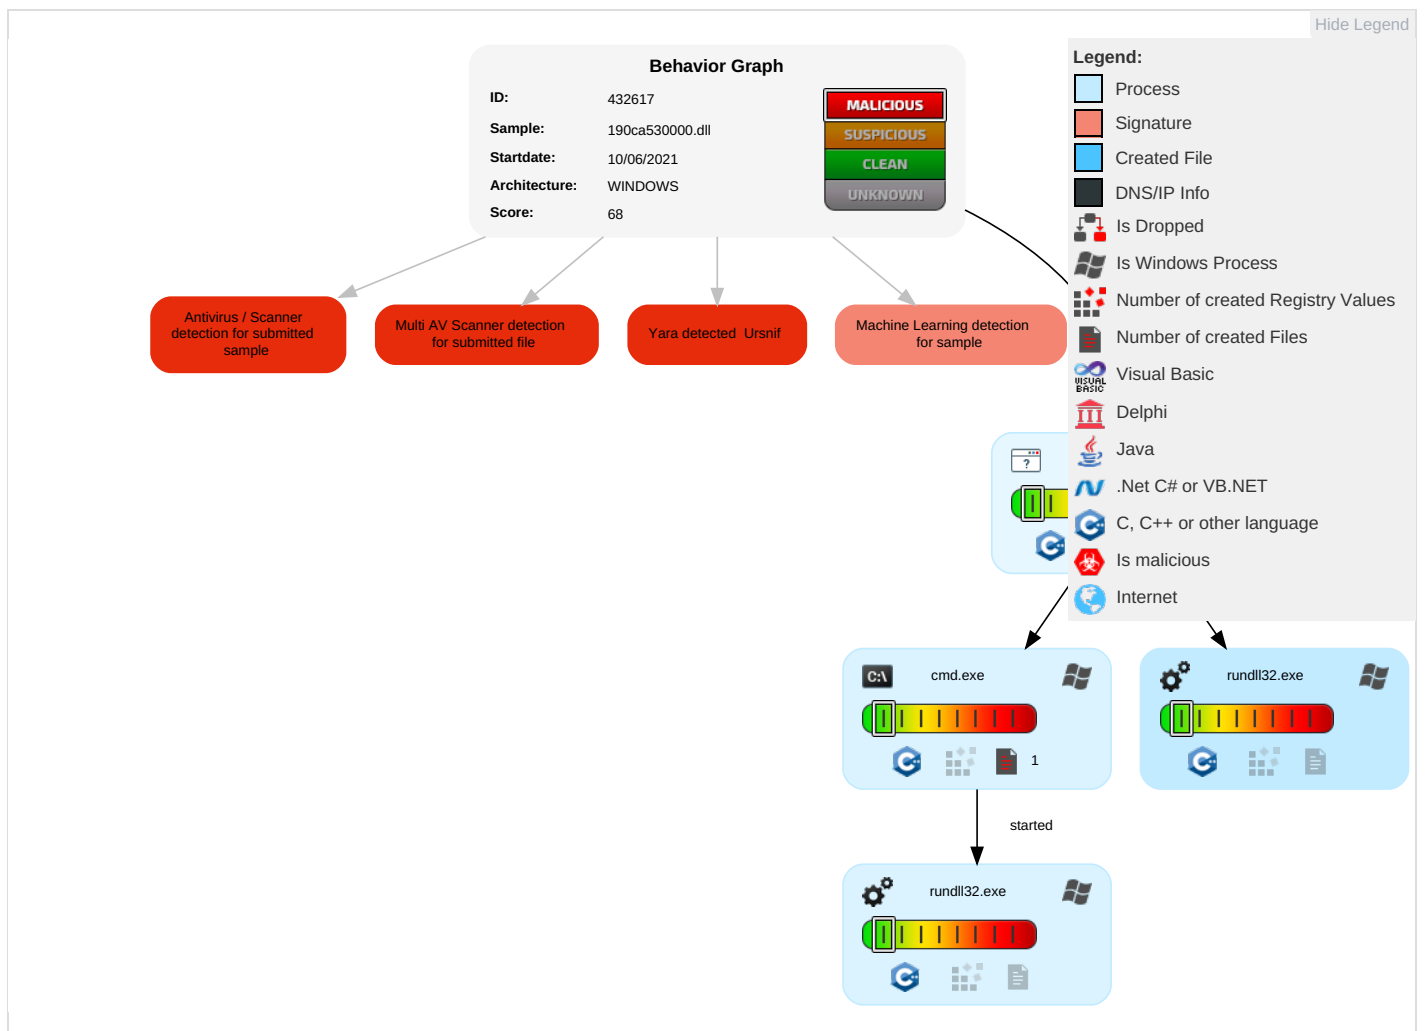 Hide Legend
Behavior Graph
ID: 432617
Sample: 190ca530000.dll
Startdate: 10/06/2021
Architecture: WINDOWS
Score: 68
MALICIOUS
SUSPICIOUS
CLEAN
UNKNOWN
Legend:
Process
Signature
Created File
DNS/IP Info
Is Dropped
Is Windows Process
Number of created Registry Values
Number of created Files
VISUAL
BASIC
Visual Basic
Delphi
Java
.Net C# or VB.NET
C, C++ or other language
Is malicious
Internet
Antivirus / Scanner
detection for submitted
sample
Multi AV Scanner detection
for submitted file
Yara detected Ursnif
Machine Learning detection
for sample
?
C:\
cmd.exe
1
rundll32.exe
started
rundll32.exe